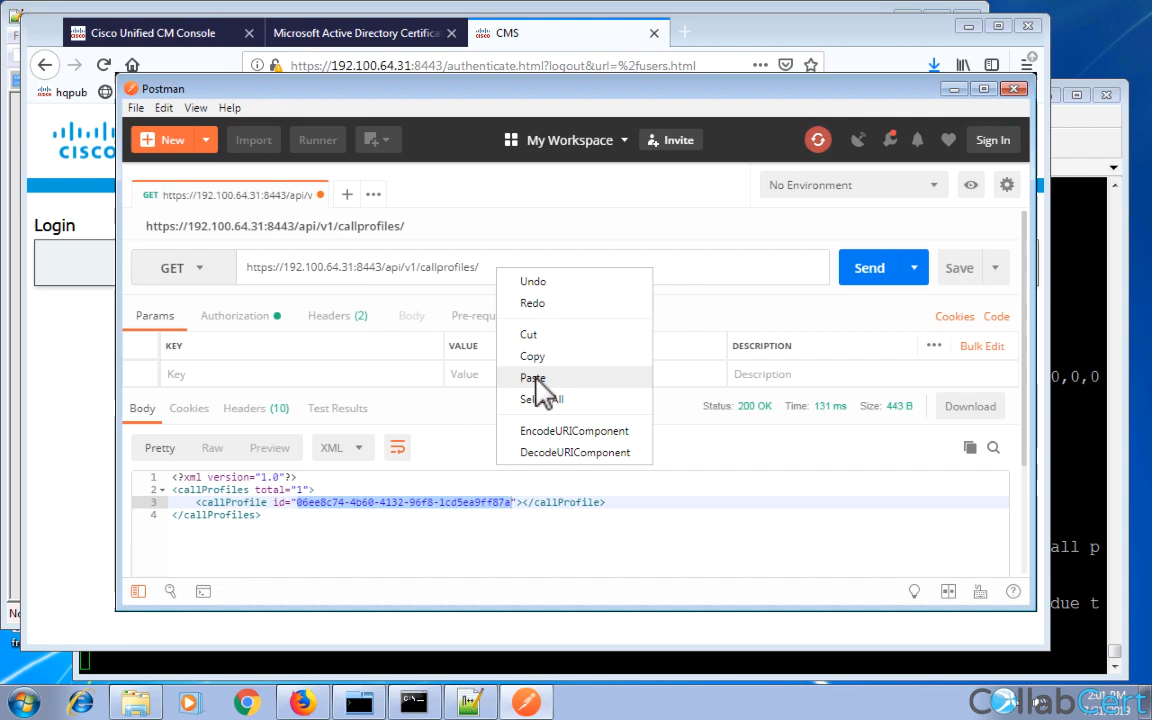 Cisco Unified CM Console
Microsoft Active Directory Certifica
CMS
https://192.100.64.31:8443/authenticate.html?logout&url=%2fusers.html
hqpub
cisco
Login
Postman
File Edit View Help
New
Import
Runner
My Workspace
Invite
Sign In
GET https://192.100.64.31:8443/api/v
No Environment
https://192.100.64.31:8443/api/v1/callprofiles/
GET
https://192.100.64.31:8443/api/v1/callprofiles/
Send
Save
Undo
Redo
Cut
Copy
Paste
EncodeURIComponent
DecodeURIComponent
Params
Authorization
Headers (2)
Body
Pre-requ
Cookies
Code
KEY
VALUE
DESCRIPTION
Bulk Edit
Key
Value
Description
Body
Cookies
Headers (10)
Test Results
Status: 200 OK
Time: 131 ms
Size: 443 B
Download
Pretty
Raw
Preview
XML
1 <?xml version="1.0"?>
2 <callProfiles total="1">
3 <callProfile id="06ee8c74-4b60-4132-96f8-1cd5ea9ff87a"></callProfile>
4 </callProfiles>
0,0,0
all p
due t
CollabCert